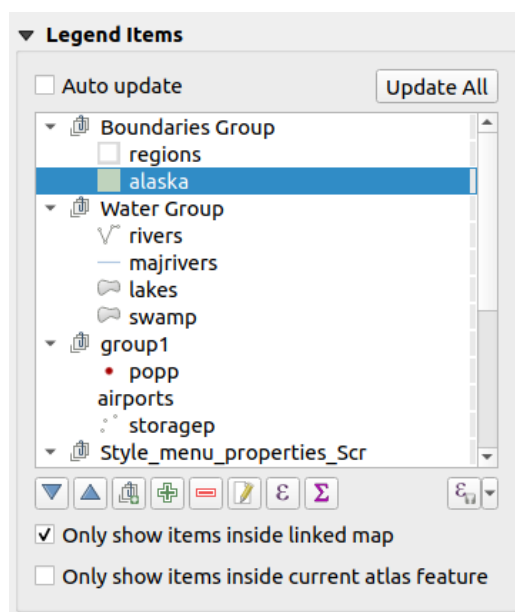 Legend Items
Auto update
Update All
Boundaries Group
regions
alaska
Water Group
rivers
majrivers
lakes
swamp
group1
popp
airports
storagep
Style_menu_properties_Scr
ε Σ ε
Only show items inside linked map
Only show items inside current atlas feature